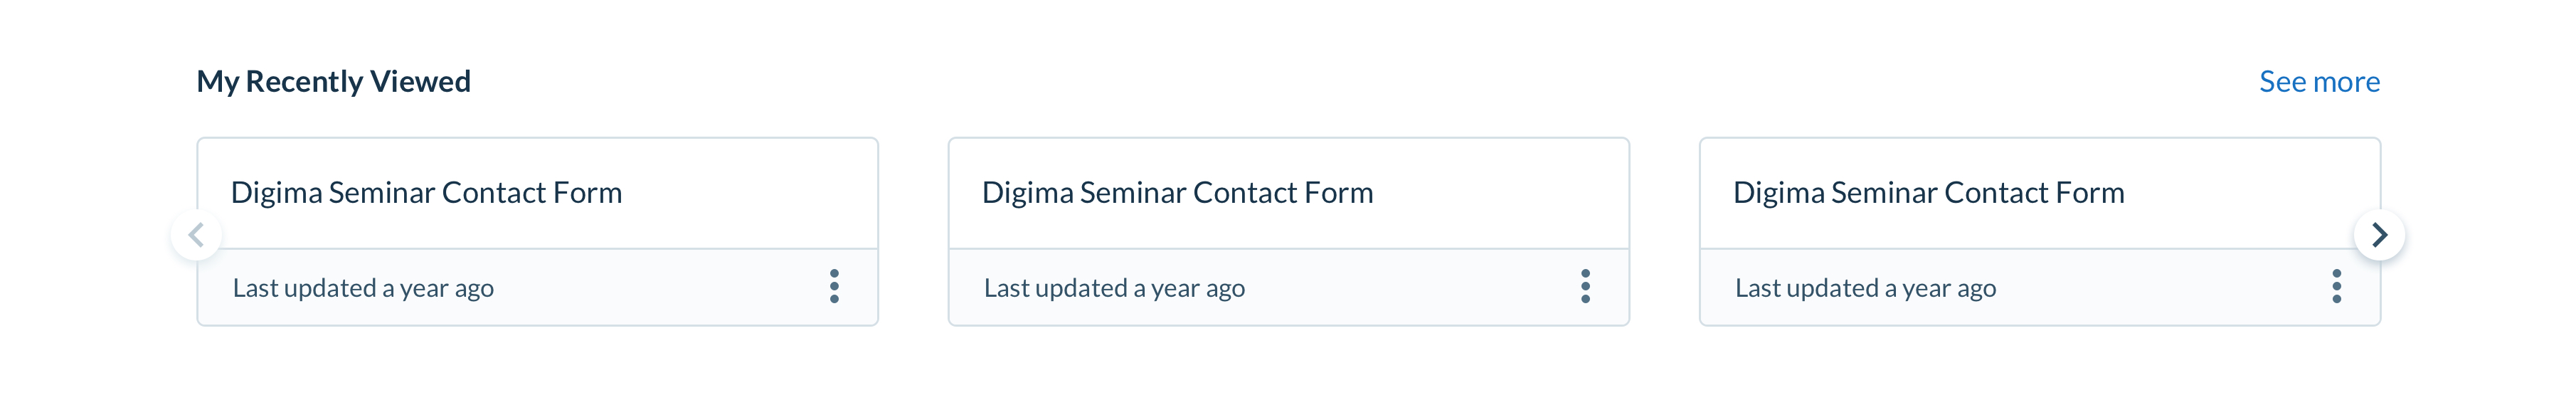 My Recently Viewed
See more
Digima Seminar Contact Form
Last updated a year ago
Digima Seminar Contact Form
Last updated a year ago
Digima Seminar Contact Form
Last updated a year ago